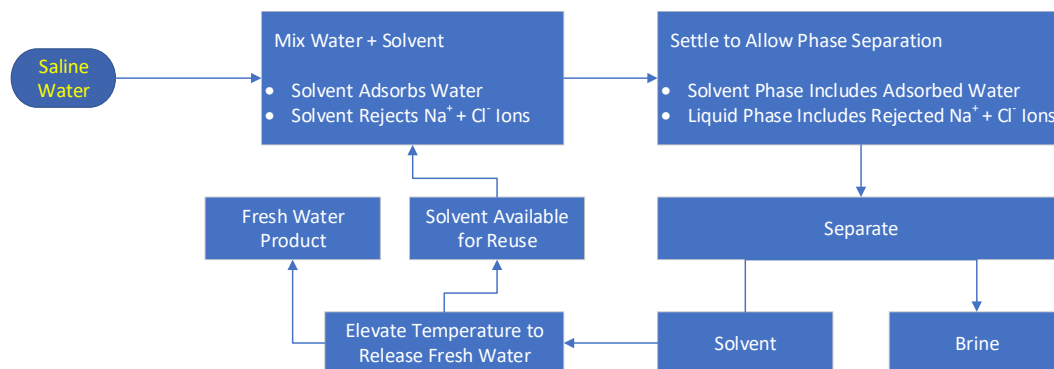 Saline
Water
Mix Water + Solvent
• Solvent Adsorbs Water
• Solvent Rejects Na⁺ + Cl⁻ Ions
Settle to Allow Phase Separation
• Solvent Phase Includes Adsorbed Water
• Liquid Phase Includes Rejected Na⁺ + Cl⁻ Ions
Fresh Water
Product
Solvent Available
for Reuse
Separate
Elevate Temperature to
Release Fresh Water
Solvent
Brine